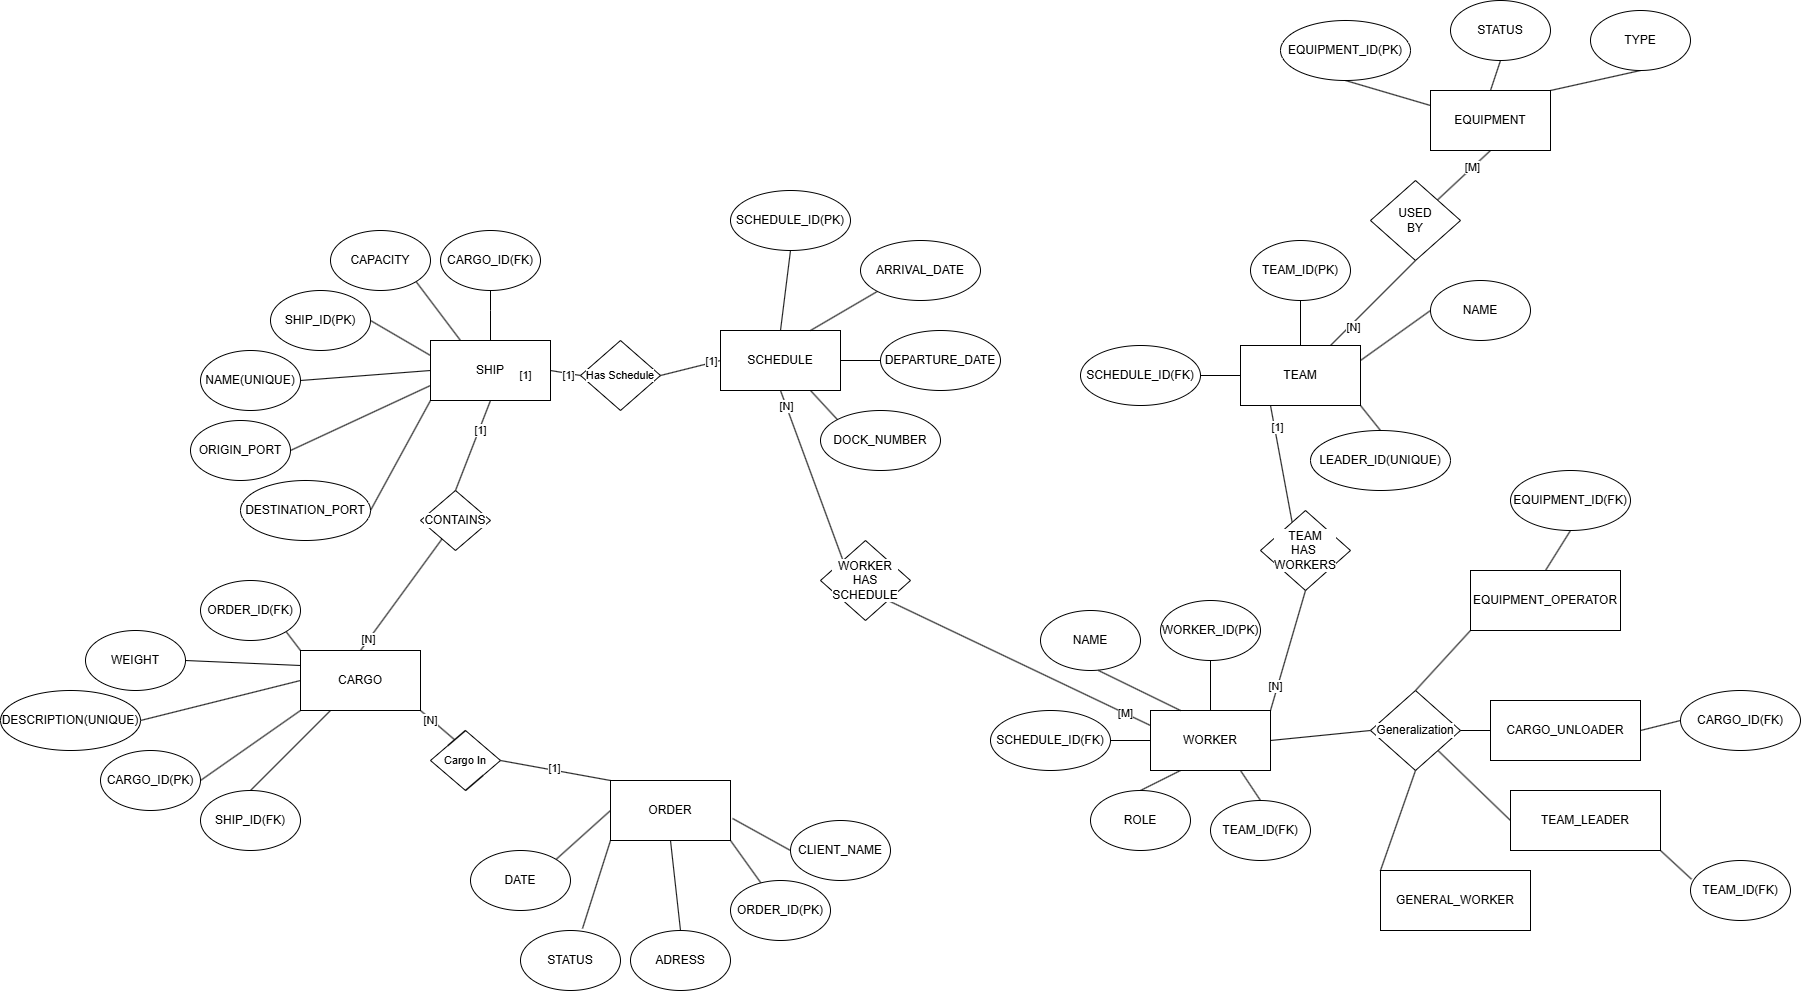 STATUS
TYPE
EQUIPMENT_ID(PK)
EQUIPMENT
[M]
USED
BY
SCHEDULE_ID(PK)
CAPACITY
CARGO_ID(FK)
ARRIVAL_DATE
TEAM_ID(PK)
NAME
SHIP_ID(PK)
[N]
SHIP
[1]
[1]
Has Schedule
[1]
SCHEDULE
DEPARTURE_DATE
SCHEDULE_ID(FK)
TEAM
NAME(UNIQUE)
[N]
[1]
[1]
ORIGIN_PORT
DOCK_NUMBER
LEADER_ID(UNIQUE)
DESTINATION_PORT
CONTAINS
EQUIPMENT_ID(FK)
TEAM
HAS
WORKERS
WORKER
HAS
SCHEDULE
EQUIPMENT_OPERATOR
ORDER_ID(FK)
[N]
NAME
WORKER_ID(PK)
WEIGHT
CARGO
[N]
DESCRIPTION(UNIQUE)
[N]
[M]
SCHEDULE_ID(FK)
WORKER
Generalization
CARGO_UNLOADER
CARGO_ID(FK)
CARGO_ID(PK)
Cargo In
[1]
SHIP_ID(FK)
ORDER
ROLE
TEAM_ID(FK)
TEAM_LEADER
CLIENT_NAME
DATE
ORDER_ID(PK)
GENERAL_WORKER
TEAM_ID(FK)
STATUS
ADRESS